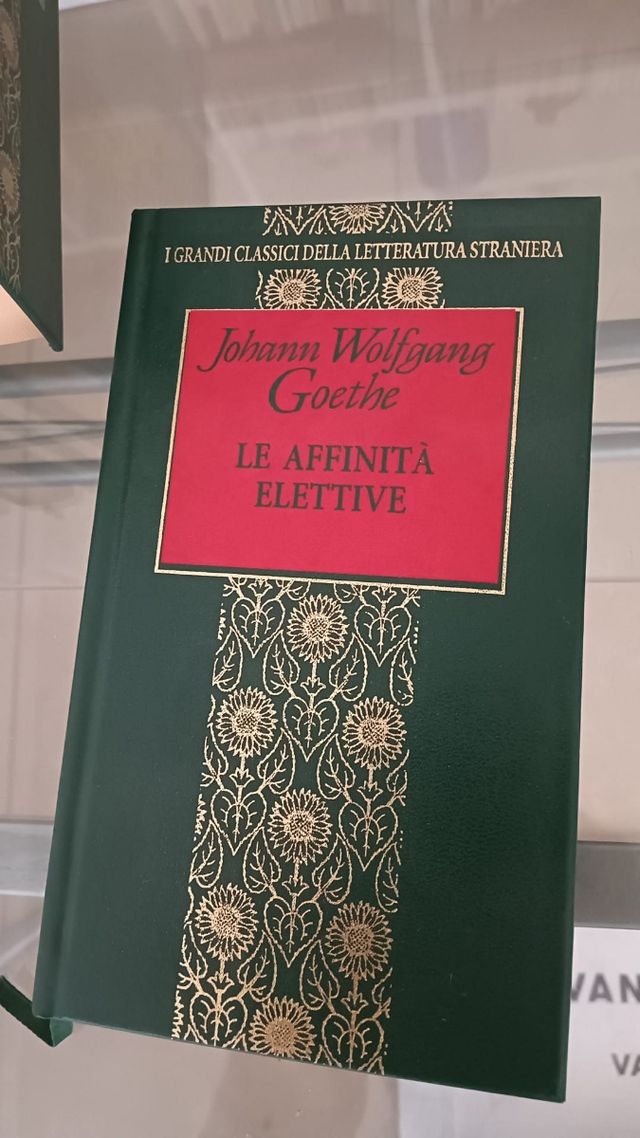 I GRANDI CLASSICI DELLA LETTERATURA STRANIERA
Johann Wolfgang
Goethe
LE AFFINITÀ
ELETTIVE